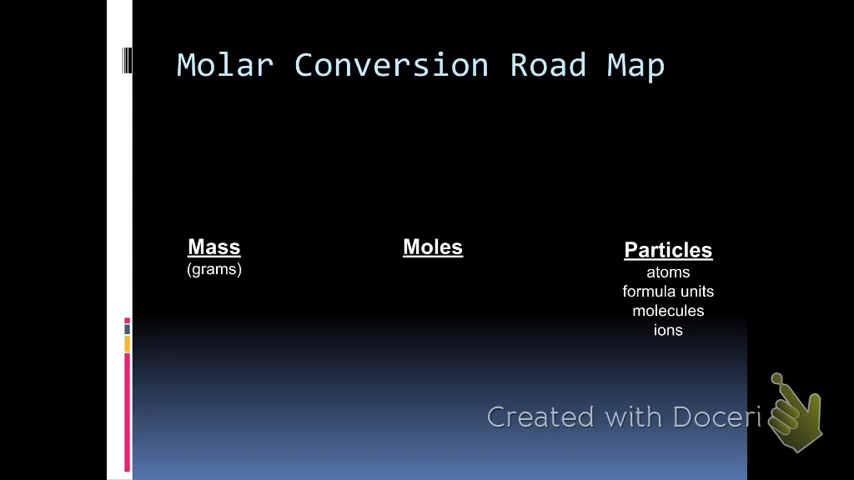 Molar Conversion Road Map
Mass
(grams)
Moles
Particles
atoms
formula units
molecules
ions
Created with Doceri